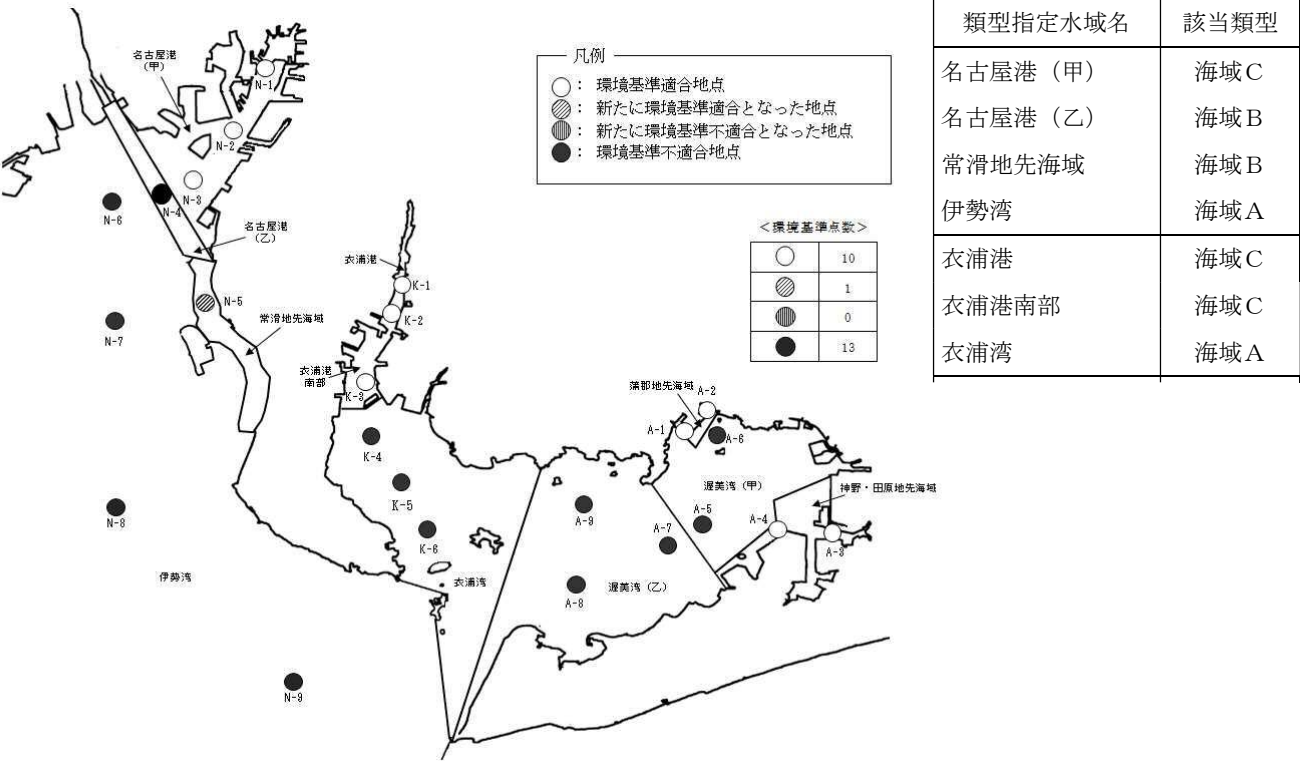 類型指定水域名 該当類型
名古屋港（甲） 海域C
名古屋港（乙） 海域B
常滑地先海域 海域B
伊勢湾 海域A
衣浦港 海域C
衣浦港南部 海域C
衣浦湾 海域A
凡例
○： 環境基準適合地点
： 新たに環境基準適合となった地点
： 新たに環境基準不適合となった地点
●： 環境基準不適合地点
＜環境基準点数＞
○ 10
1
0
● 13
名古屋港
（甲）
N-1
N-2
N-3
N-4
N-6
名古屋港
（乙）
N-5
N-7
常滑地先海域
衣浦港
K-1
K-2
衣浦港
南部
K-3
K-4
K-5
K-6
N-8
伊勢湾
衣浦湾
N-9
蒲郡地先海域
A-2
A-1
A-6
渥美湾（甲）
神野・田原地先海域
A-5
A-4
A-3
A-9
A-7
A-8
渥美湾（乙）